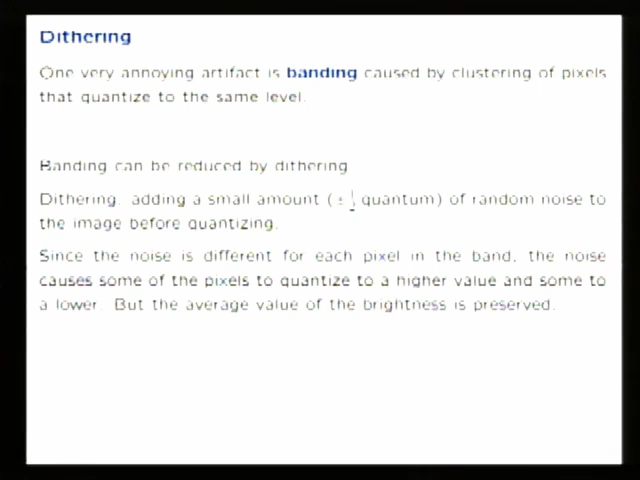 Dithering
One very annoying artifact is banding caused by clustering of pixels
that quantize to the same level.
Banding can be reduced by dithering
Dithering: adding a small amount (± quantum) of random noise to
the image before quantizing.
Since the noise is different for each pixel in the band, the noise
causes some of the pixels to quantize to a higher value and some to
a lower. But the average value of the brightness is preserved.